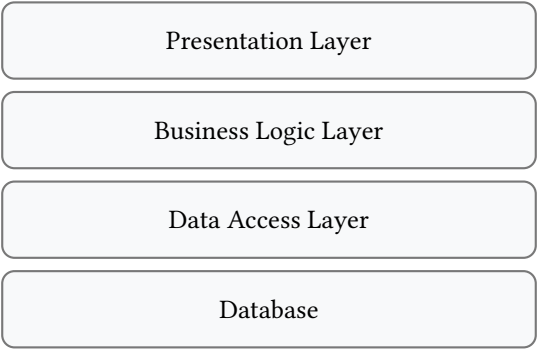 Presentation Layer
Business Logic Layer
Data Access Layer
Database